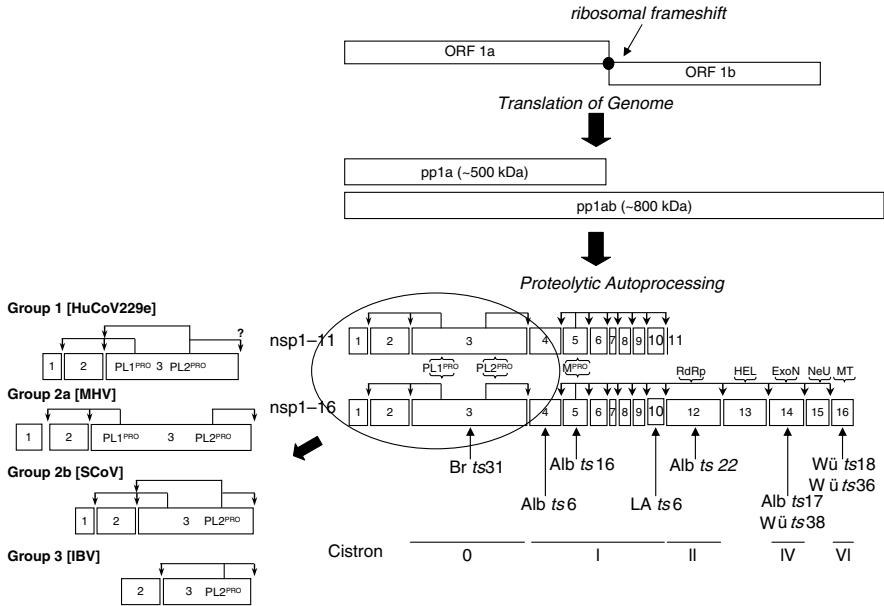 ribosomal frameshift
ORF 1a
ORF 1b
Translation of Genome
pp1a (~500 kDa)
pp1ab (~800 kDa)
Proteolytic Autoprocessing
Group 1 [HuCoV229e]
?
1 2 PL1PRO 3 PL2PRO
Group 2a [MHV]
1 2 PL1PRO 3 PL2PRO
Group 2b [SCoV]
1 2 3 PL2PRO
Group 3 [IBV]
2 3 PL2PRO
nsp1–11 1 2 3 4 5 6 7 8 9 10 11
PL1PRO PL2PRO MPRO RdRp HEL ExoN NeU MT
nsp1–16 1 2 3 4 5 6 7 8 9 10 12 13 14 15 16
Br ts31 Alb ts16 Alb ts 22 Wü ts18
Wü ts36
Alb ts6 LA ts6 Alb ts17
Wü ts38
Cistron 0 I II IV VI